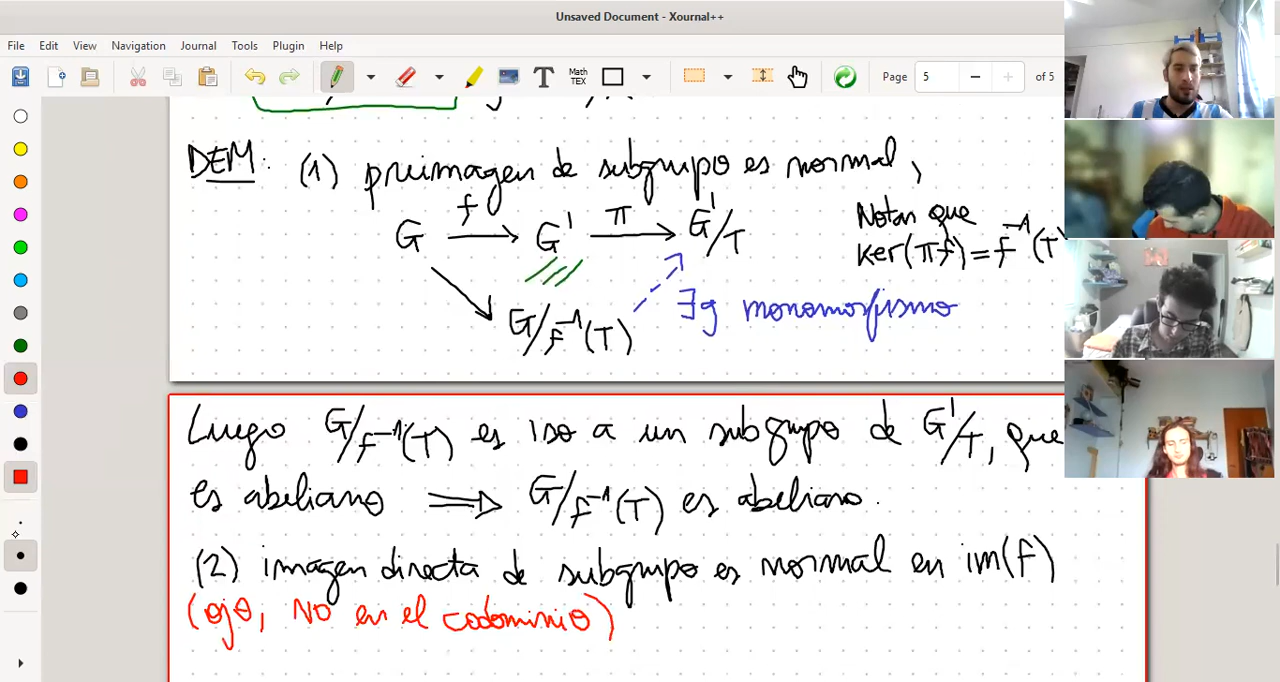 Unsaved Document - Xournal++
File Edit View Navigation Journal Tools Plugin Help
T Math TEX Page 5 of 5
DEM: (1) preimagen de subgrupo es normal,
G f→ G' π→ G'/T
Notar que
ker(πf) = f⁻¹(T)
G/f⁻¹(T) ∃g monomorfismo
Luego G/f⁻¹(T) es iso a un subgrupo de G'/T, que
es abeliano ⟹ G/f⁻¹(T) es abeliano.
(2) imagen directa de subgrupo es normal en im(f)
(ojo, NO en el codominio)